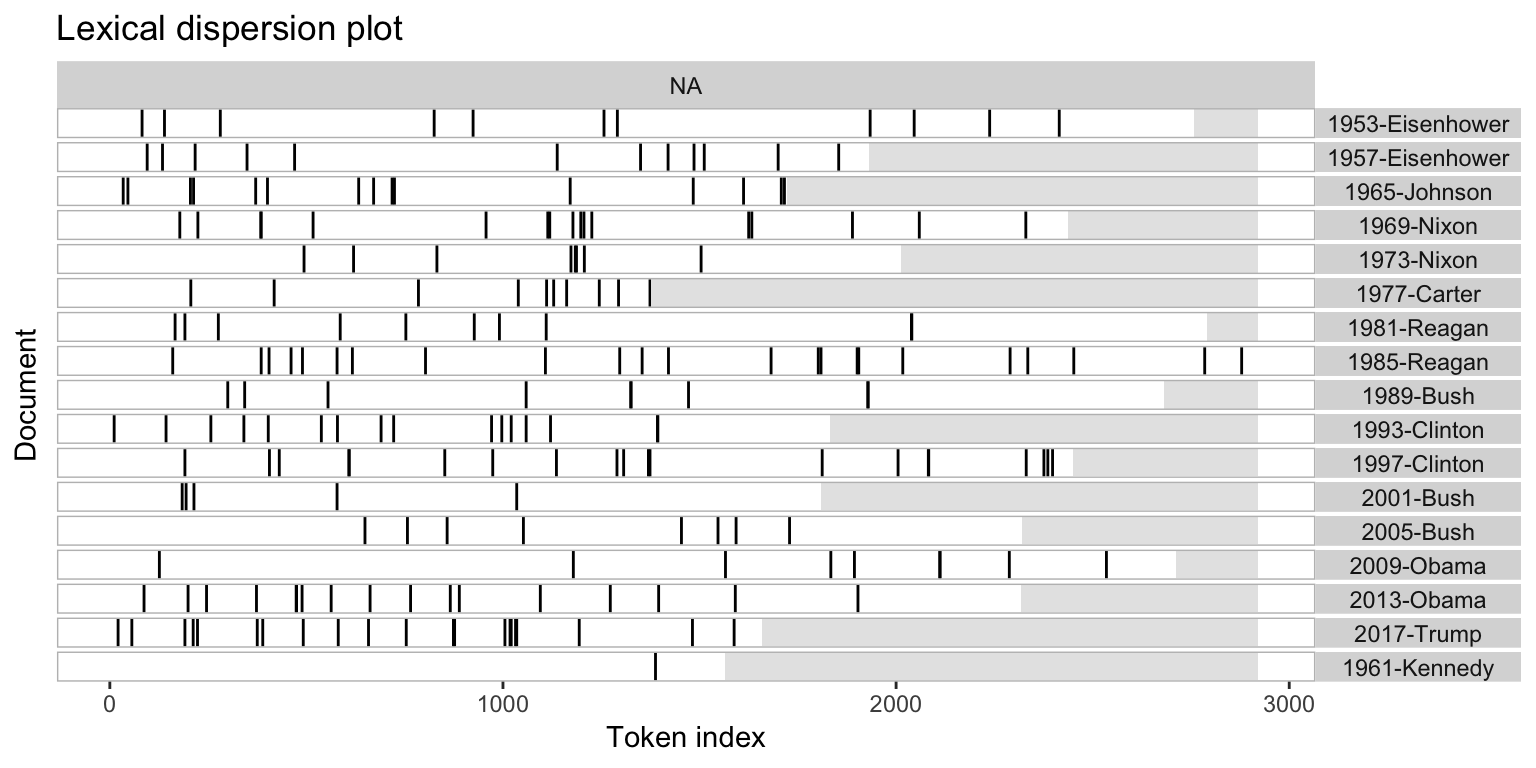 Lexical dispersion plot
NA
1953-Eisenhower
1957-Eisenhower
1965-Johnson
1969-Nixon
1973-Nixon
1977-Carter
1981-Reagan
1985-Reagan
1989-Bush
1993-Clinton
1997-Clinton
2001-Bush
2005-Bush
2009-Obama
2013-Obama
2017-Trump
1961-Kennedy
Document
0 1000 2000 3000
Token index